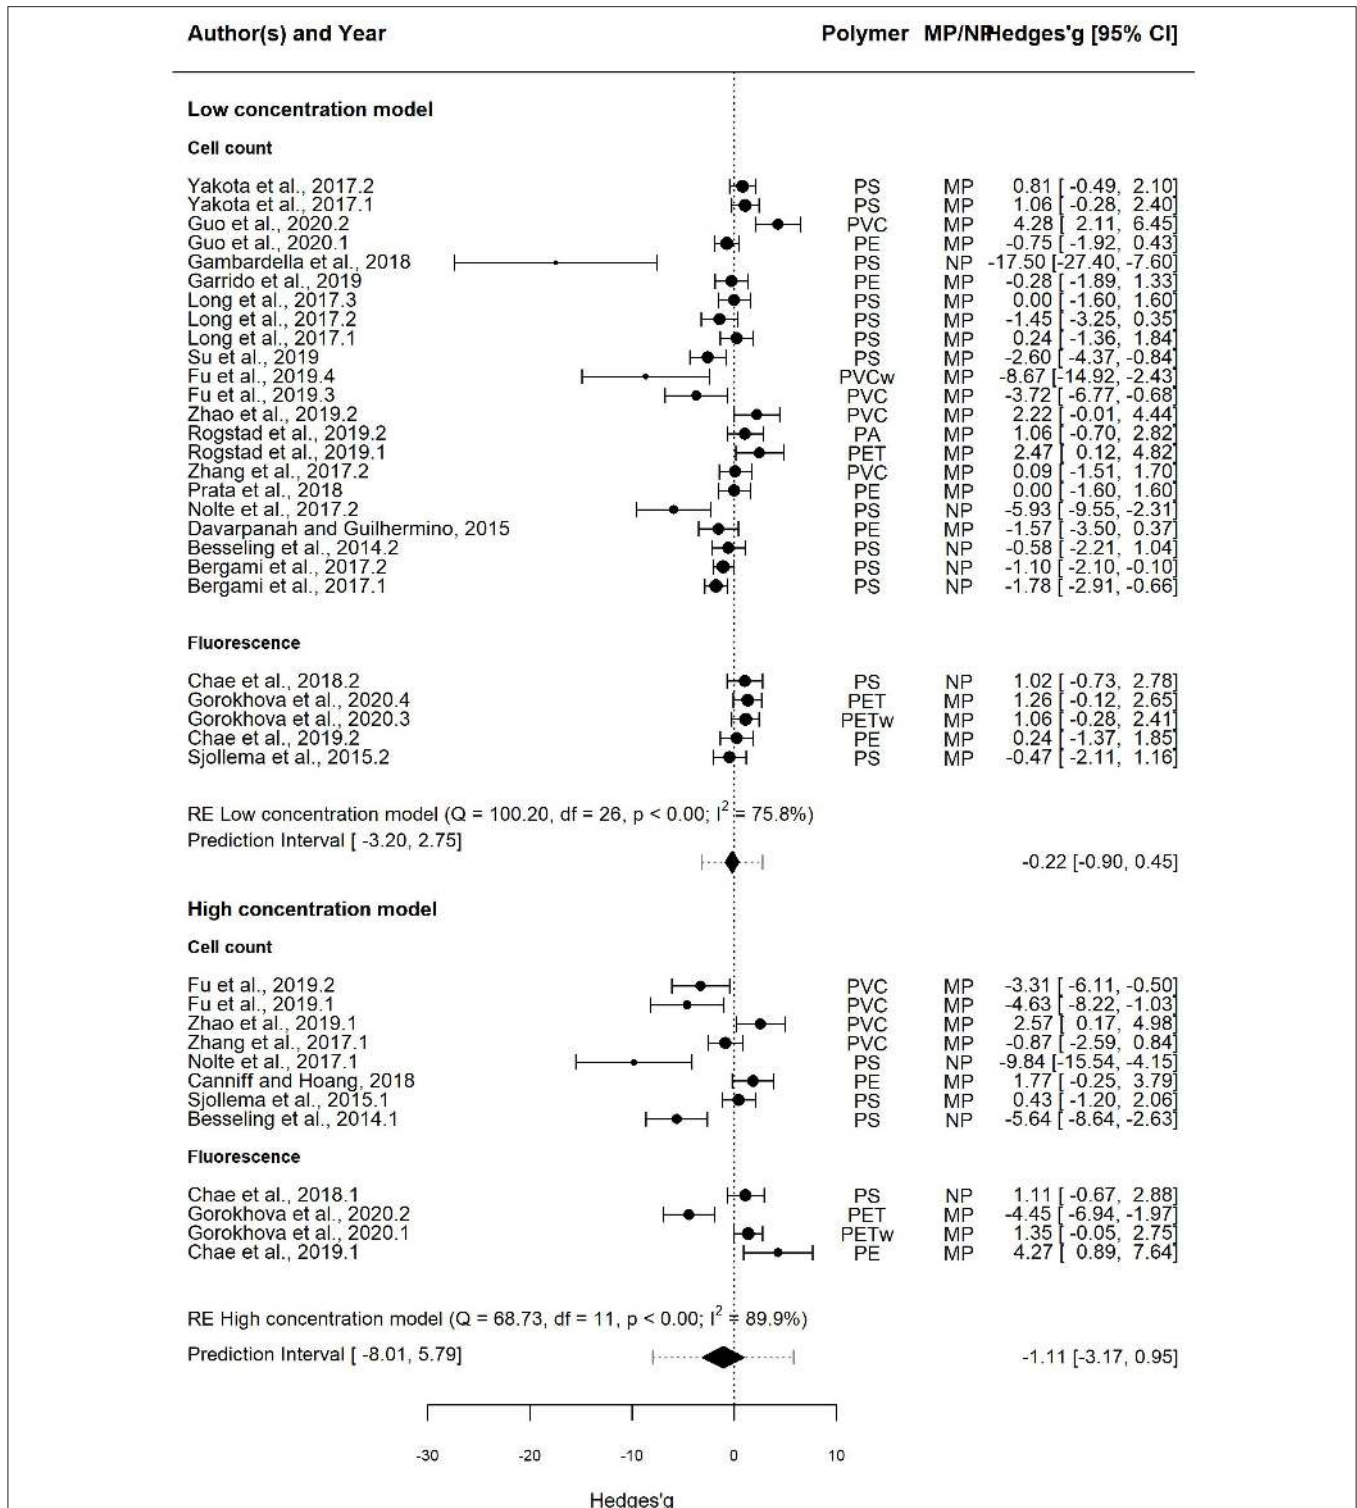 Author(s) and Year Polymer MP/NP Hedges'g [95% CI]
Low concentration model
Cell count
Yakota et al., 2017.2 PS MP 0.81 [ -0.49, 2.10]
Yakota et al., 2017.1 PS MP 1.06 [ -0.28, 2.40]
Guo et al., 2020.2 PVC MP 4.28 [ 2.11, 6.45]
Guo et al., 2020.1 PE MP -0.75 [ -1.92, 0.43]
Gambardella et al., 2018 PS NP -17.50 [-27.40, -7.60]
Garrido et al., 2019 PE MP -0.28 [ -1.89, 1.33]
Long et al., 2017.3 PS MP 0.00 [ -1.60, 1.60]
Long et al., 2017.2 PS MP -1.45 [ -3.25, 0.35]
Long et al., 2017.1 PS MP 0.24 [ -1.36, 1.84]
Su et al., 2019 PS MP -2.60 [ -4.37, -0.84]
Fu et al., 2019.4 PVCw MP -8.67 [-14.92, -2.43]
Fu et al., 2019.3 PVC MP -3.72 [ -6.77, -0.68]
Zhao et al., 2019.2 PVC MP 2.22 [ -0.01, 4.44]
Rogstad et al., 2019.2 PA MP 1.06 [ -0.70, 2.82]
Rogstad et al., 2019.1 PET MP 2.47 [ 0.12, 4.82]
Zhang et al., 2017.2 PVC MP 0.09 [ -1.51, 1.70]
Prata et al., 2018 PE MP 0.00 [ -1.60, 1.60]
Nolte et al., 2017.2 PS NP -5.93 [ -9.55, -2.31]
Davarpanah and Guilhermino, 2015 PE MP -1.57 [ -3.50, 0.37]
Besseling et al., 2014.2 PS NP -0.58 [ -2.21, 1.04]
Bergami et al., 2017.2 PS NP -1.10 [ -2.10, -0.10]
Bergami et al., 2017.1 PS NP -1.78 [ -2.91, -0.66]
Fluorescence
Chae et al., 2018.2 PS NP 1.02 [ -0.73, 2.78]
Gorokhova et al., 2020.4 PET MP 1.26 [ -0.12, 2.65]
Gorokhova et al., 2020.3 PETw MP 1.06 [ -0.28, 2.41]
Chae et al., 2019.2 PE MP 0.24 [ -1.37, 1.85]
Sjollema et al., 2015.2 PS MP -0.47 [ -2.11, 1.16]
RE Low concentration model (Q = 100.20, df = 26, p < 0.00; I² = 75.8%)
Prediction Interval [ -3.20, 2.75]
-0.22 [-0.90, 0.45]
High concentration model
Cell count
Fu et al., 2019.2 PVC MP -3.31 [ -6.11, -0.50]
Fu et al., 2019.1 PVC MP -4.63 [ -8.22, -1.03]
Zhao et al., 2019.1 PVC MP 2.57 [ 0.17, 4.98]
Zhang et al., 2017.1 PVC MP -0.87 [ -2.59, 0.84]
Nolte et al., 2017.1 PS NP -9.84 [-15.54, -4.15]
Canniff and Hoang, 2018 PE MP 1.77 [ -0.25, 3.79]
Sjollema et al., 2015.1 PS MP 0.43 [ -1.20, 2.06]
Besseling et al., 2014.1 PS NP -5.64 [ -8.64, -2.63]
Fluorescence
Chae et al., 2018.1 PS NP 1.11 [ -0.67, 2.88]
Gorokhova et al., 2020.2 PET MP -4.45 [ -6.94, -1.97]
Gorokhova et al., 2020.1 PETw MP 1.35 [ -0.05, 2.75]
Chae et al., 2019.1 PE MP 4.27 [ 0.89, 7.64]
RE High concentration model (Q = 68.73, df = 11, p < 0.00; I² = 89.9%)
Prediction Interval [ -8.01, 5.79] -1.11 [-3.17, 0.95]
-30 -20 -10 0 10
Hedges'g